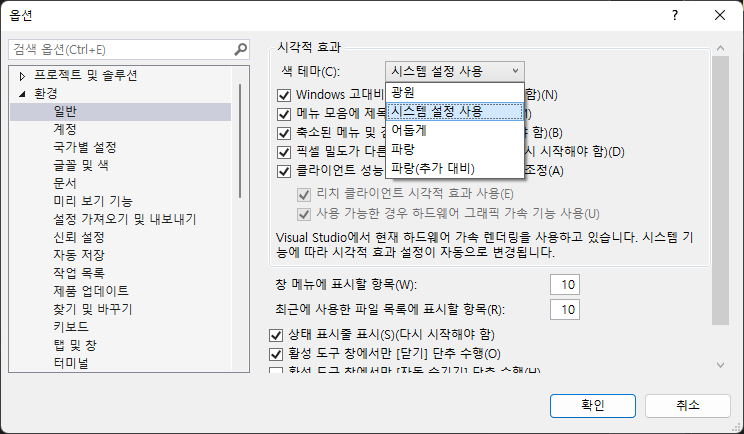 옵션
검색 옵션(Ctrl+E)
프로젝트 및 솔루션
환경
일반
계정
국가별 설정
글꼴 및 색
문서
미리 보기 기능
설정 가져오기 및 내보내기
신뢰 설정
자동 저장
작업 목록
제품 업데이트
찾기 및 바꾸기
키보드
탭 및 창
터미널
시각적 효과
색 테마(C): 시스템 설정 사용
광원
시스템 설정 사용
어둡게
파랑
파랑(추가 대비)
Windows 고대비 함)(N)
메뉴 모음에 제목
축소된 메뉴 및 야 함)(B)
픽셀 밀도가 다른 시 시작해야 함)(D)
클라이언트 성능 조정(A)
리치 클라이언트 시각적 효과 사용(E)
사용 가능한 경우 하드웨어 그래픽 가속 기능 사용(U)
Visual Studio에서 현재 하드웨어 가속 렌더링을 사용하고 있습니다. 시스템 기
능에 따라 시각적 효과 설정이 자동으로 변경됩니다.
창 메뉴에 표시할 항목(W): 10
최근에 사용한 파일 목록에 표시할 항목(R): 10
상태 표시줄 표시(S)(다시 시작해야 함)
활성 도구 창에서만 [닫기] 단추 수행(O)
활성 도구 창에서만 [자동 숨기기] 단추 수행(H)
확인
취소